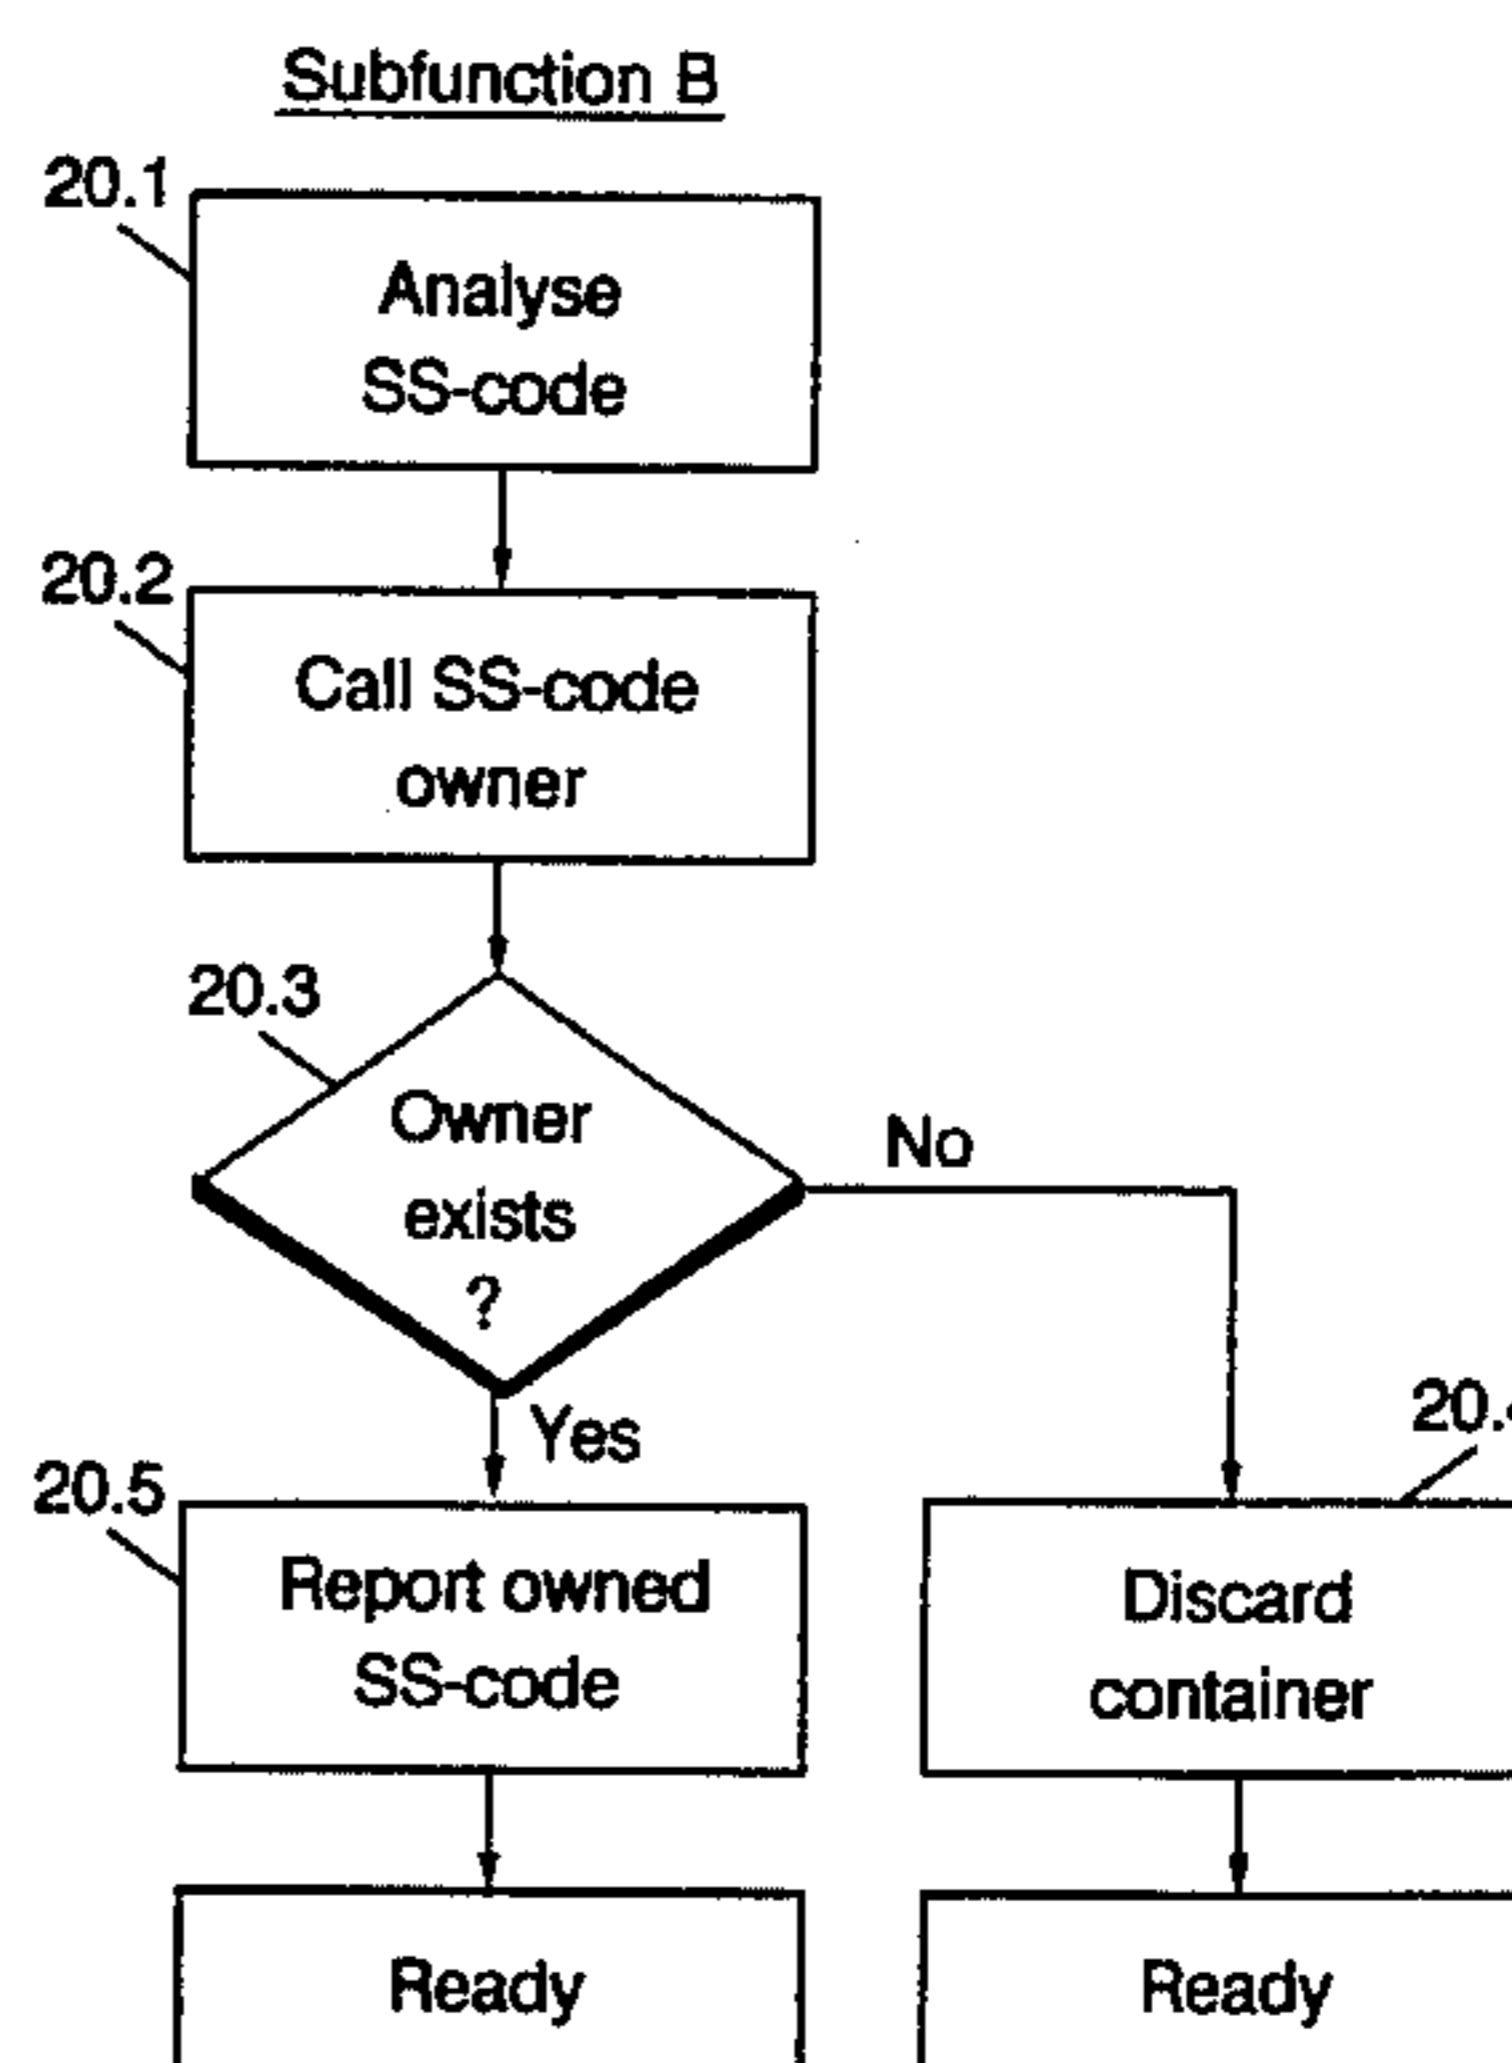 Subfunction B
20.1
Analyse
SS-code
20.2
Call SS-code
owner
20.3
Owner
exists
?
No
Yes
20.5
Report owned
SS-code
Discard
container
Ready
Ready